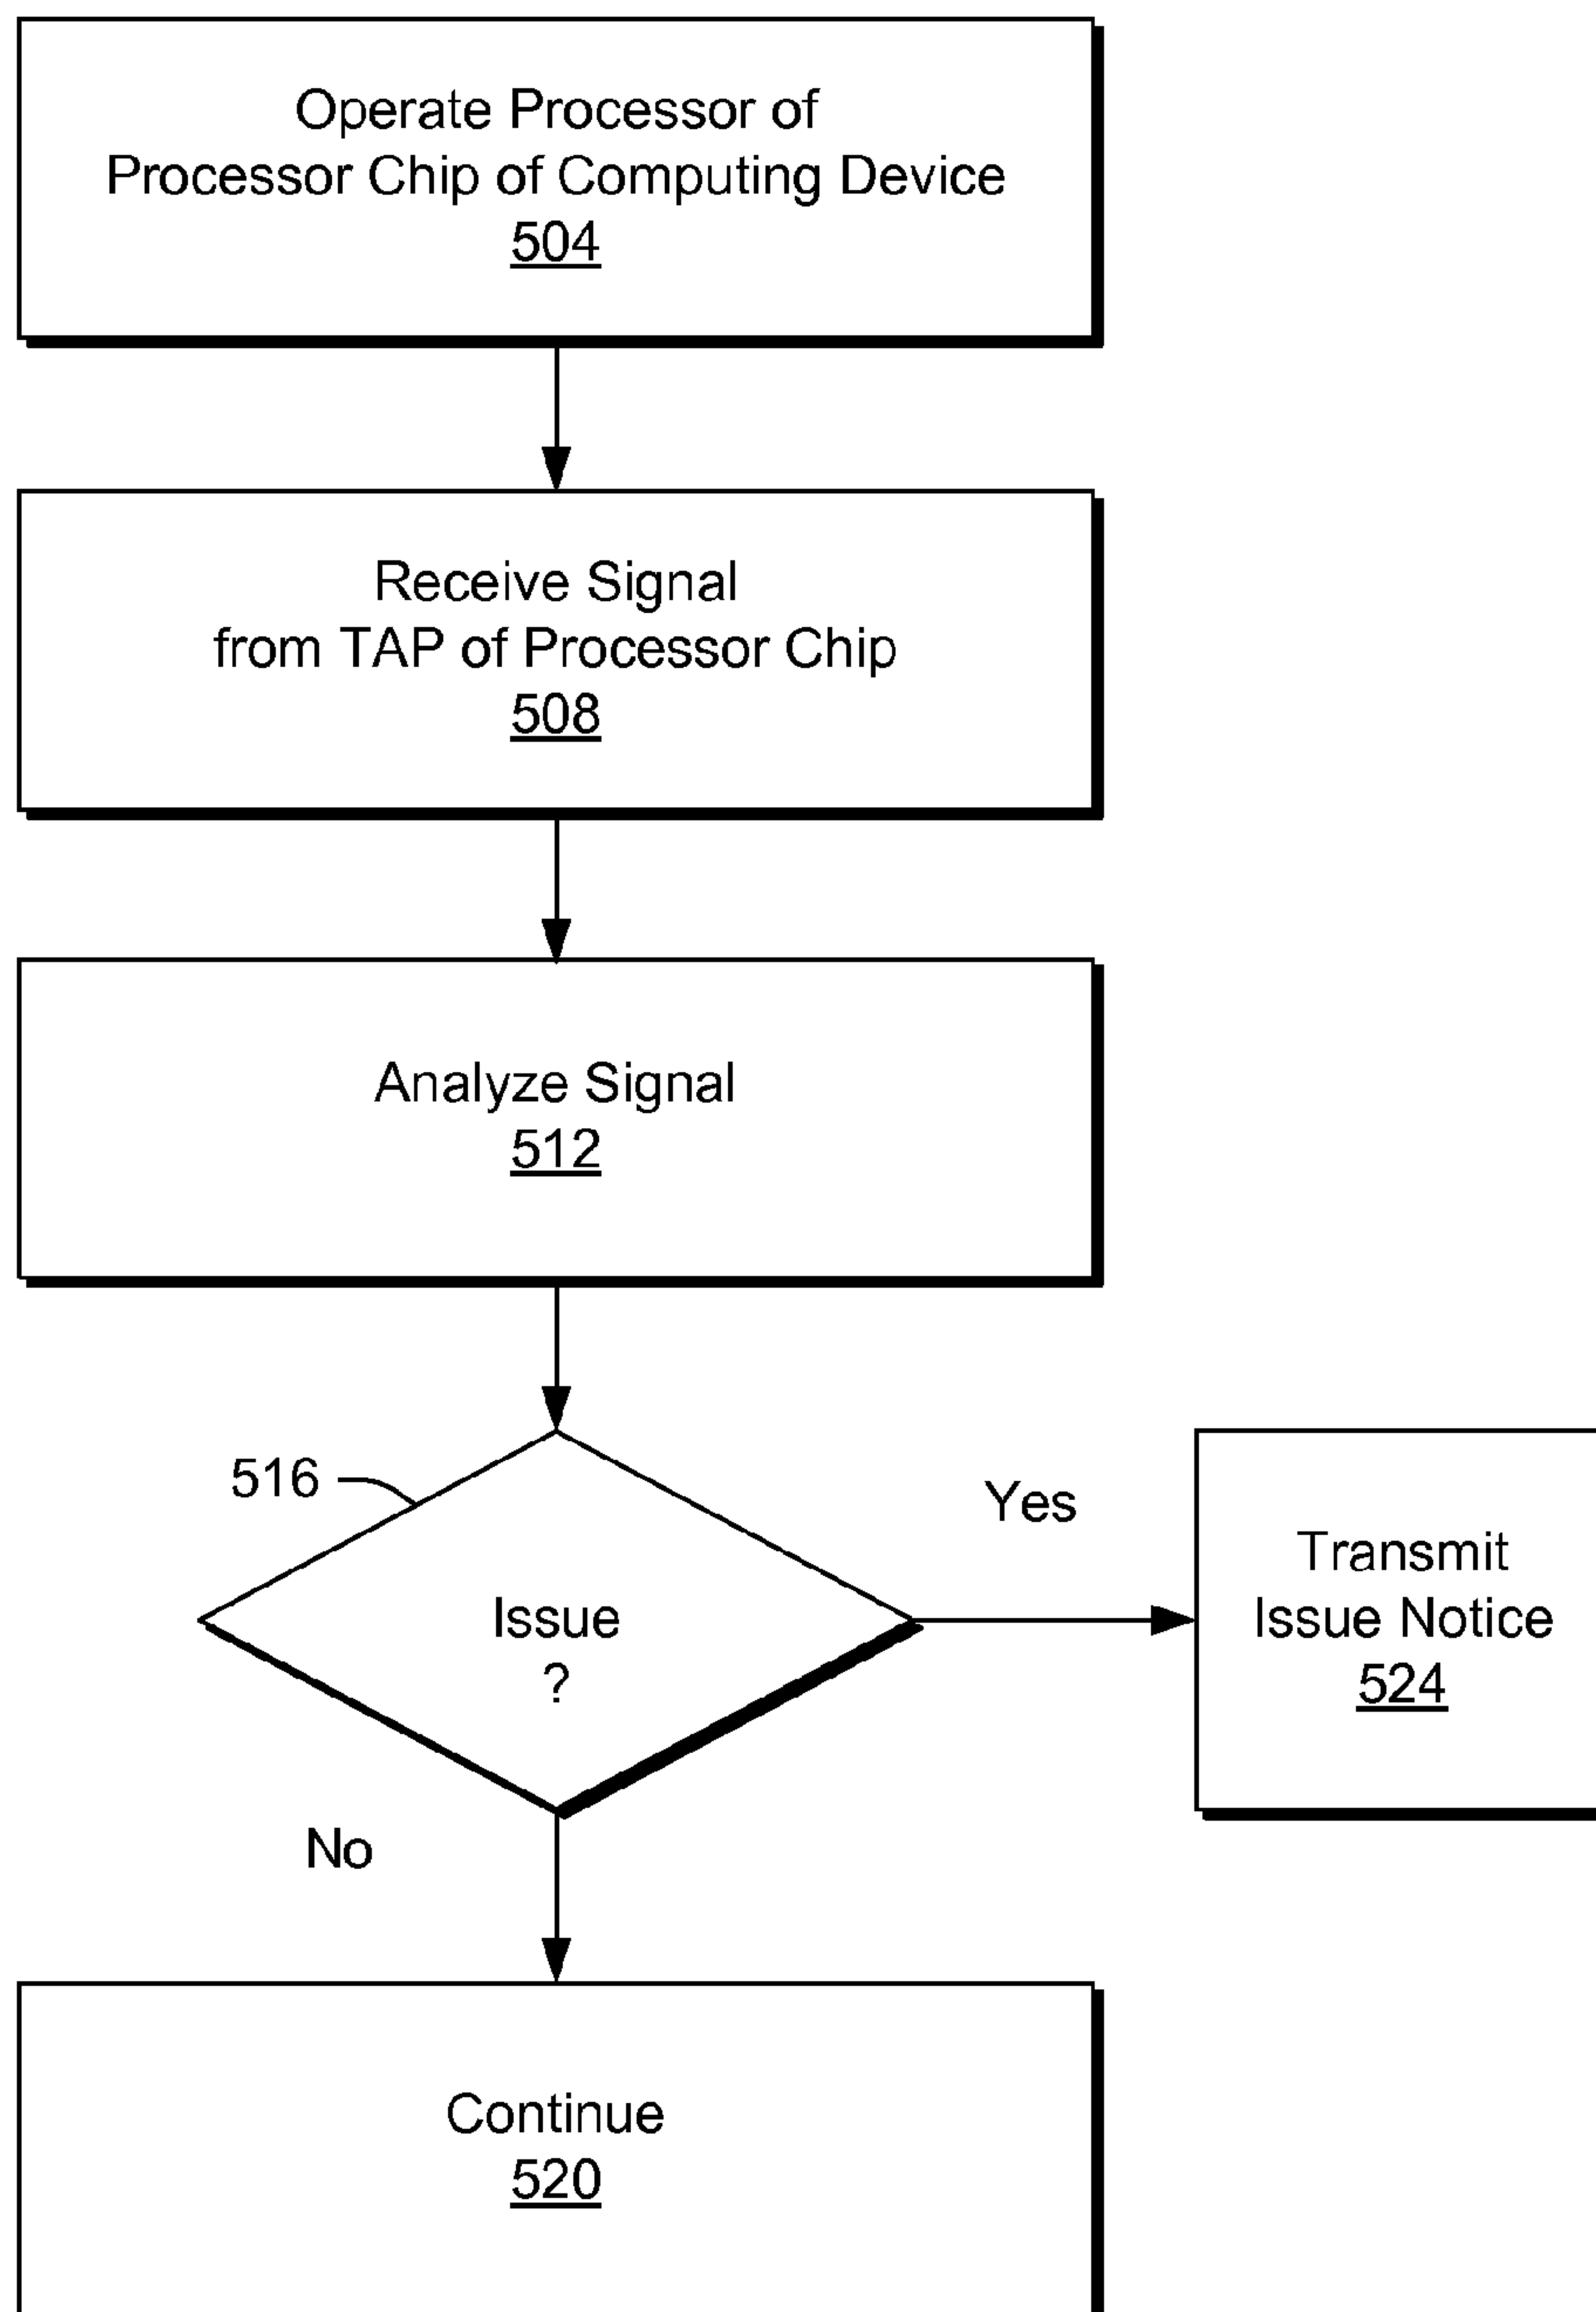 Operate Processor of
Processor Chip of Computing Device
504
Receive Signal
from TAP of Processor Chip
508
Analyze Signal
512
516
Issue
?
Yes
Transmit
Issue Notice
524
No
Continue
520